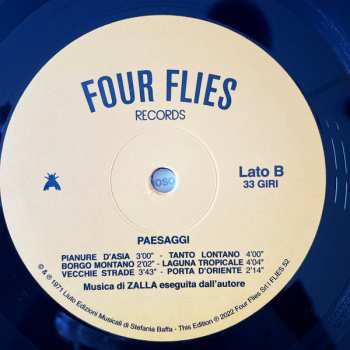 FOUR FLIES
RECORDS
Lato B
33 GIRI
PAESAGGI
PIANURE D'ASIA 3'00" - TANTO LONTANO 4'00"
BORGO MONTANO 2'02" - LAGUNA TROPICALE 4'04"
VECCHIE STRADE 3'43" - PORTA D'ORIENTE 2'14"
Musica di ZALLA eseguita dall'autore
© & ℗ 1971 Liuto Edizioni Musicali di Stefania Baffa - This Edition ℗ 2022 Four Flies Srl I FLIES 52